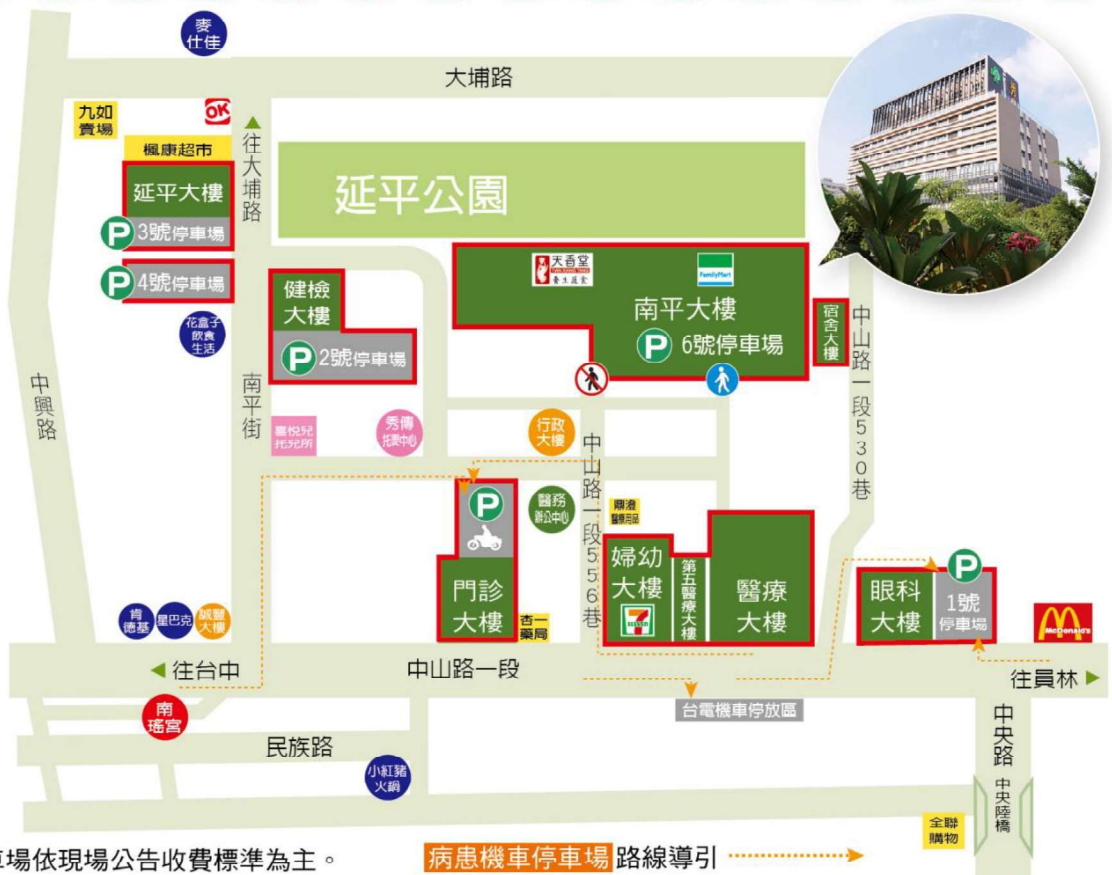 麥
仕佳
大埔路
九如
賣場
OK
楓康超市
往大埔路
延平大樓
P 3號停車場
P 4號停車場
延平公園
天香堂
養生蔬食
FamilyMart
南平大樓
P 6號停車場
宿舍大樓
中山路一段530巷
健檢
大樓
P 2號停車場
花盒子
飲食
生活
中興路
南平街
喜悅兒
托兒所
秀傳
托嬰中心
行政
大樓
中山路一段556巷
P
醫務
辦公中心
門診
大樓
杏一
藥局
醫療用品
婦幼
大樓
ELEVEN
第五醫療大樓
醫療
大樓
眼科
大樓
P
1號
停車場
McDonald's
肯
德基
星巴克
誠豐
大樓
往台中
中山路一段
往員林
台電機車停放區
南
瑤宮
民族路
小紅豬
火鍋
中央路
中央陸橋
全聯
購物
車場依現場公告收費標準為主。
病患機車停車場 路線導引